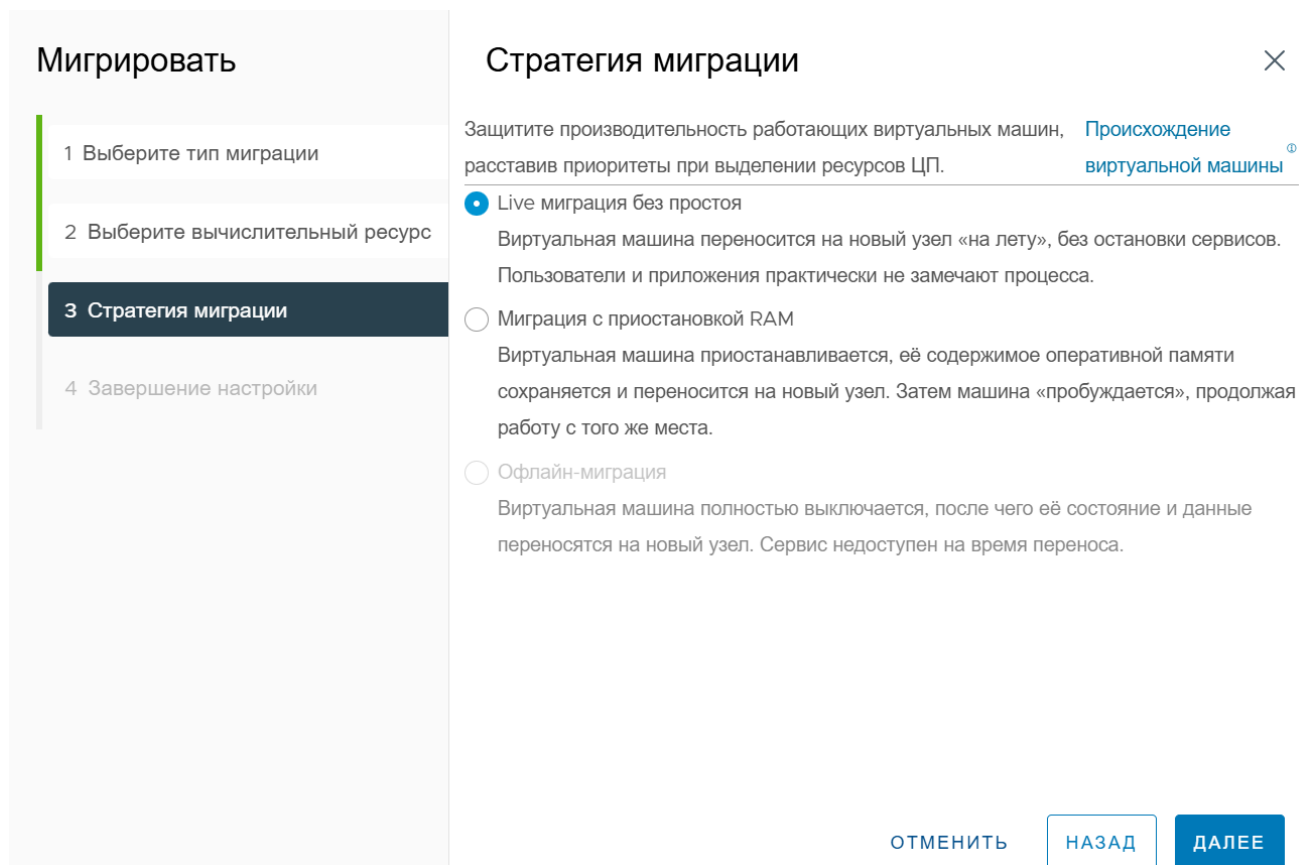 Мигрировать
1 Выберите тип миграции
2 Выберите вычислительный ресурс
3 Стратегия миграции
4 Завершение настройки
Стратегия миграции
Защитите производительность работающих виртуальных машин,
расставив приоритеты при выделении ресурсов ЦП.
Происхождение
виртуальной машины
Live миграция без простоя
Виртуальная машина переносится на новый узел «на лету», без остановки сервисов.
Пользователи и приложения практически не замечают процесса.
Миграция с приостановкой RAM
Виртуальная машина приостанавливается, её содержимое оперативной памяти
сохраняется и переносится на новый узел. Затем машина «пробуждается», продолжая
работу с того же места.
Офлайн-миграция
Виртуальная машина полностью выключается, после чего её состояние и данные
переносятся на новый узел. Сервис недоступен на время переноса.
ОТМЕНИТЬ
НАЗАД
ДАЛЕЕ